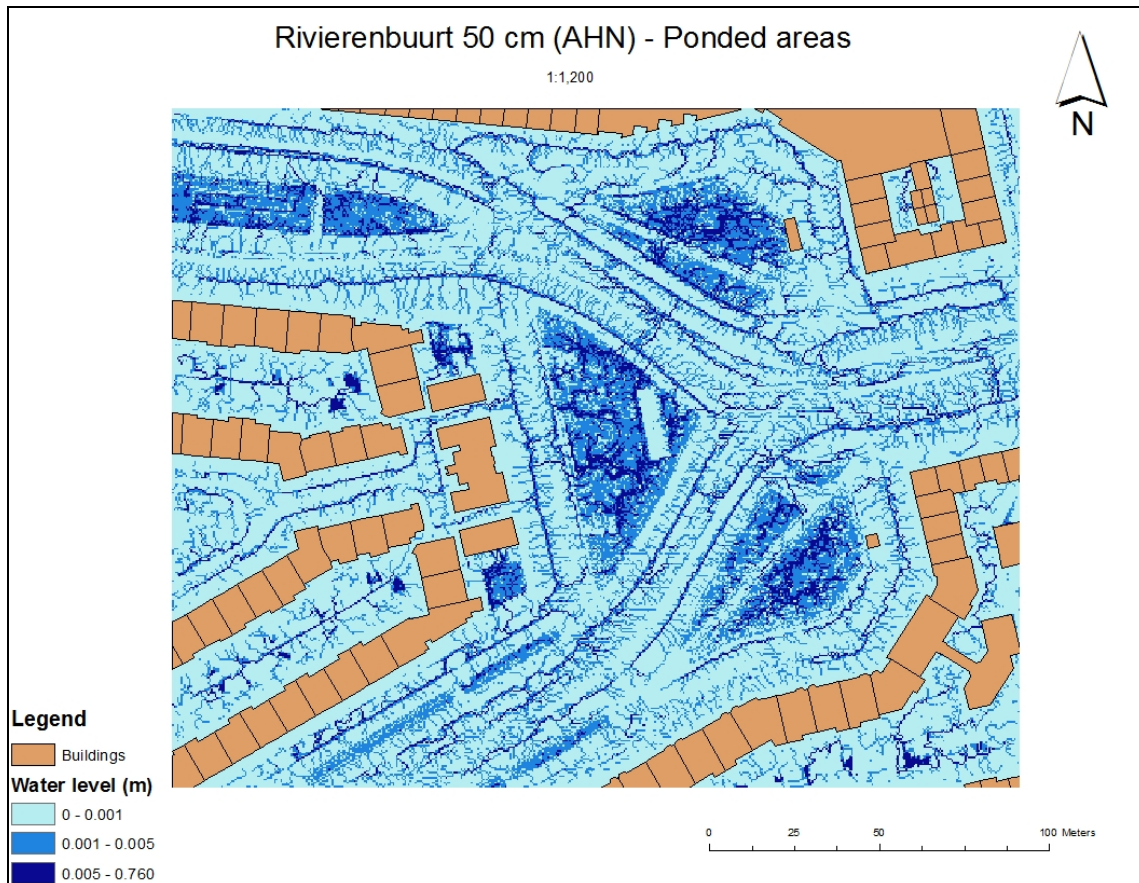 Rivierenbuurt 50 cm (AHN) - Ponded areas
1:1,200
N
Legend
Buildings
Water level (m)
0 - 0.001
0.001 - 0.005
0.005 - 0.760
0 25 50 100 Meters